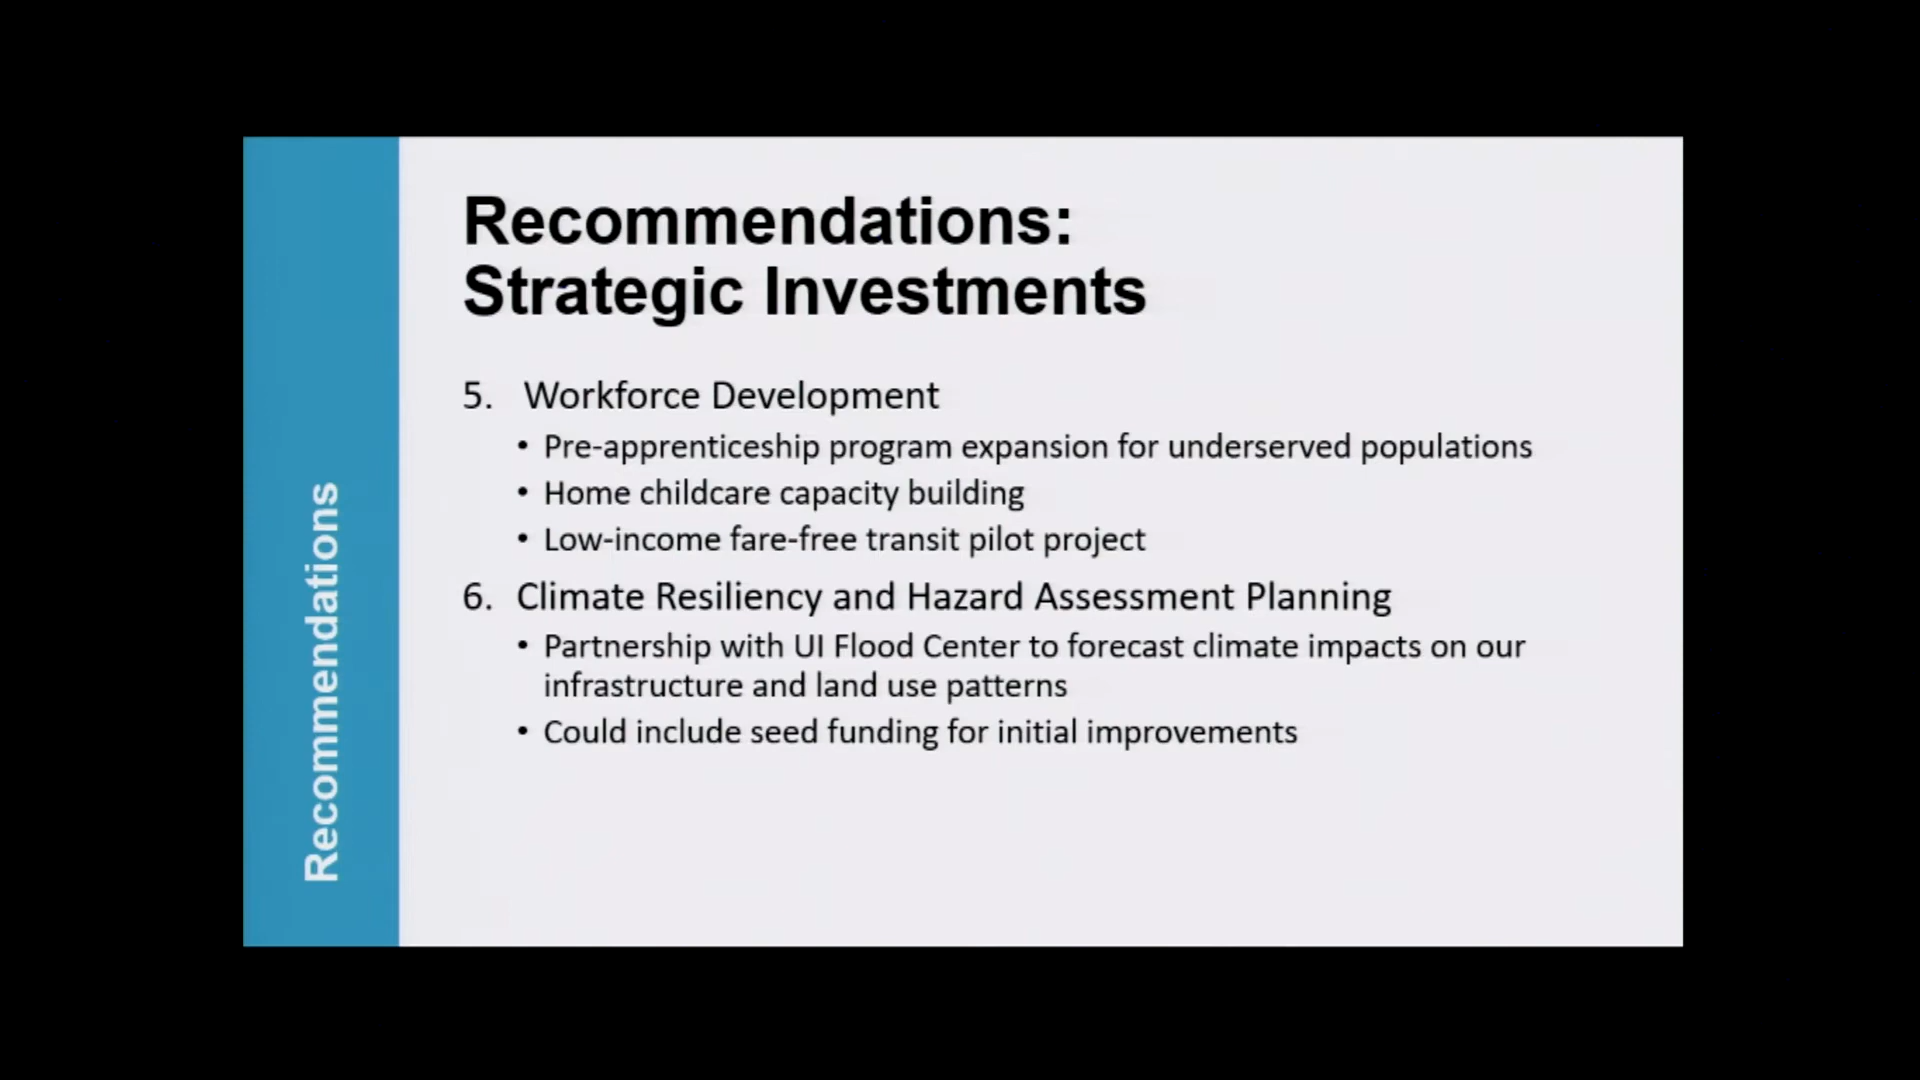 Recommendations:
Strategic Investments
5. Workforce Development
• Pre-apprenticeship program expansion for underserved populations
• Home childcare capacity building
• Low-income fare-free transit pilot project
6. Climate Resiliency and Hazard Assessment Planning
• Partnership with UI Flood Center to forecast climate impacts on our
infrastructure and land use patterns
• Could include seed funding for initial improvements
Recommendations